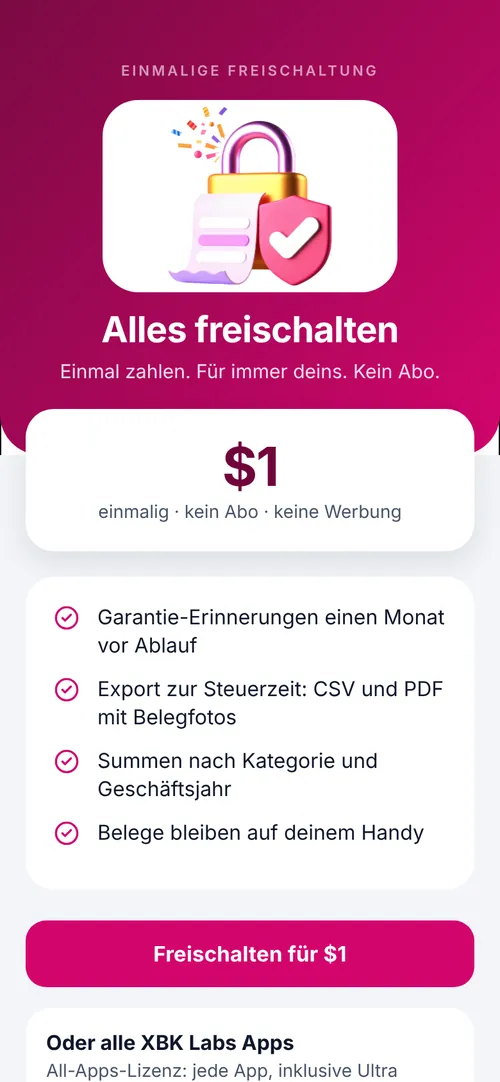 EINMALIGE FREISCHALTUNG
Alles freischalten
Einmal zahlen. Für immer deins. Kein Abo.
$1
einmalig · kein Abo · keine Werbung
Garantie-Erinnerungen einen Monat
vor Ablauf
Export zur Steuerzeit: CSV und PDF
mit Belegfotos
Summen nach Kategorie und
Geschäftsjahr
Belege bleiben auf deinem Handy
Freischalten für $1
Oder alle XBK Labs Apps
All-Apps-Lizenz: jede App, inklusive Ultra